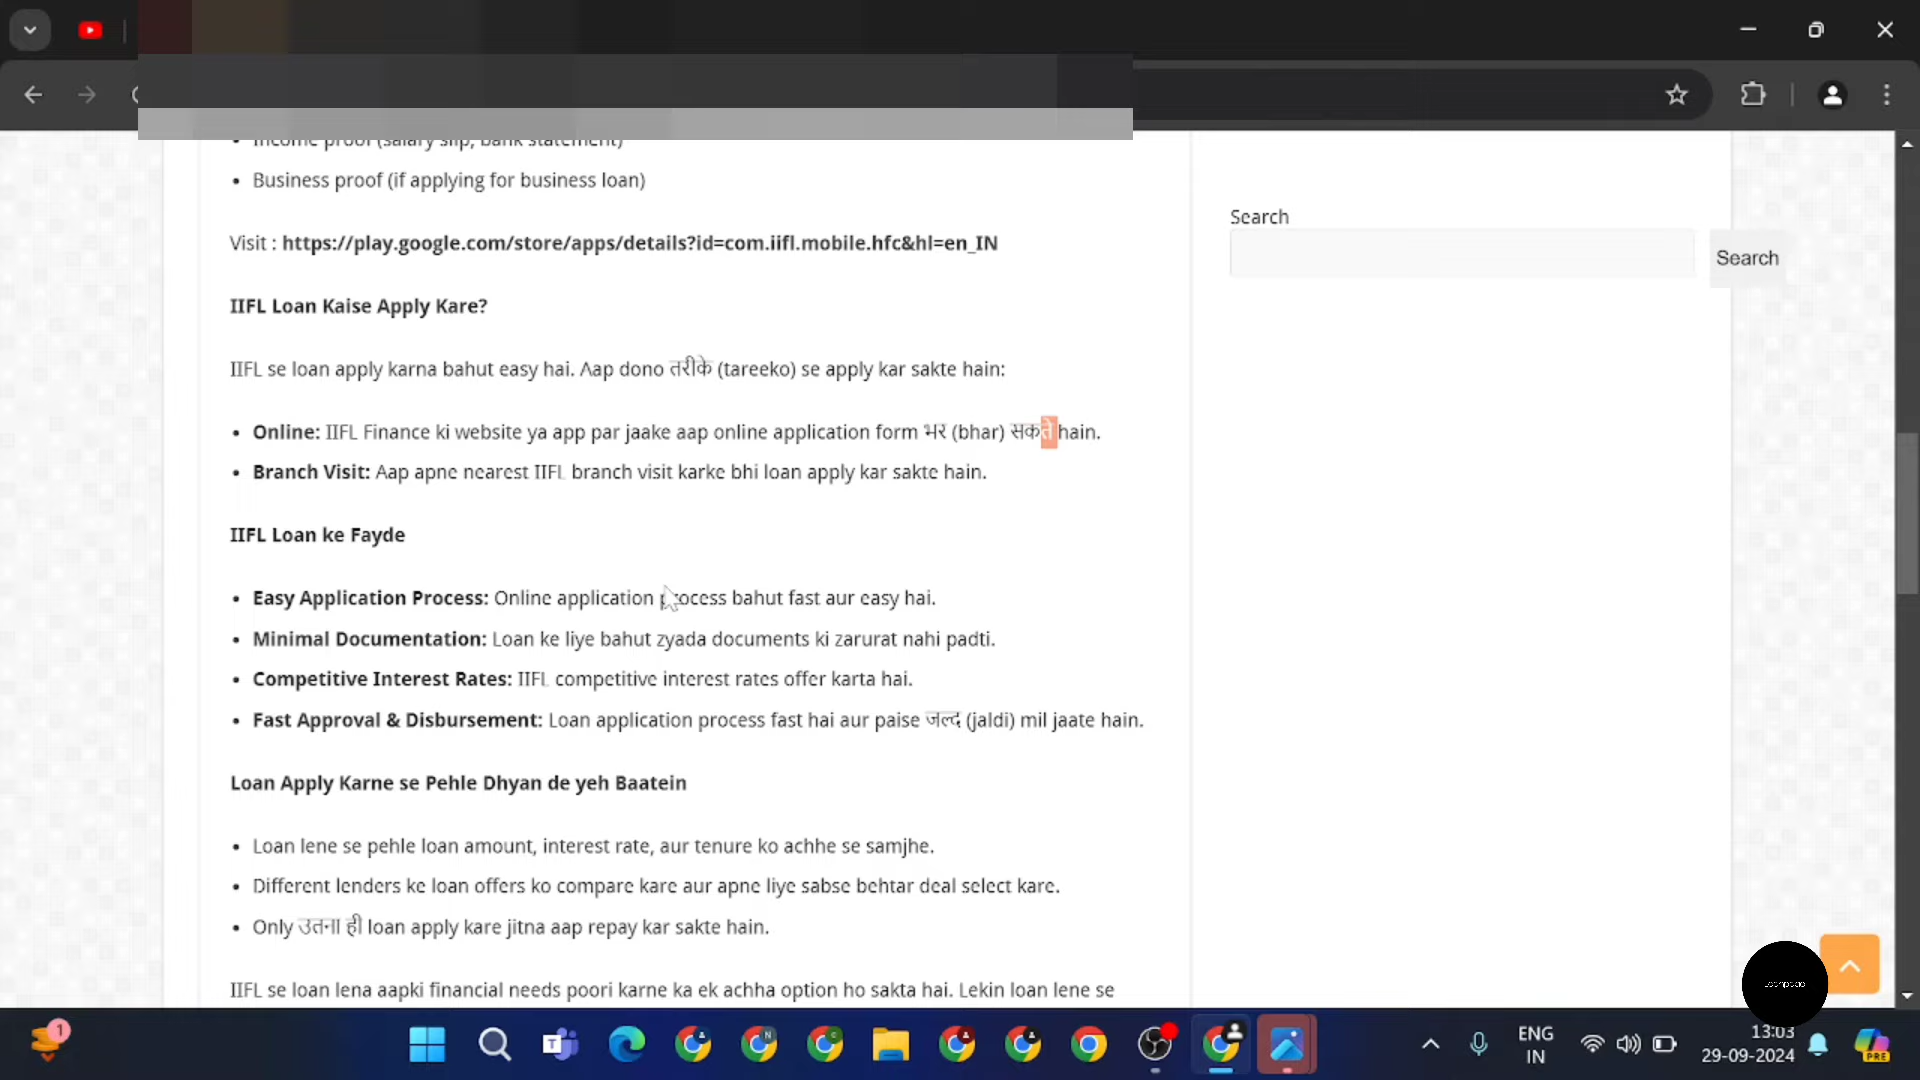 Income proof (salary slip, bank statement)
Business proof (if applying for business loan)
Search
Visit : https://play.google.com/store/apps/details?id=com.iifl.mobile.hfc&hl=en_IN
Search
IIFL Loan Kaise Apply Kare?
IIFL se loan apply karna bahut easy hai. Aap dono तरीके (tareeko) se apply kar sakte hain:
Online: IIFL Finance ki website ya app par jaake aap online application form भर (bhar) सकते hain.
Branch Visit: Aap apne nearest IIFL branch visit karke bhi loan apply kar sakte hain.
IIFL Loan ke Fayde
Easy Application Process: Online application process bahut fast aur easy hai.
Minimal Documentation: Loan ke liye bahut zyada documents ki zarurat nahi padti.
Competitive Interest Rates: IIFL competitive interest rates offer karta hai.
Fast Approval & Disbursement: Loan application process fast hai aur paise जल्द (jaldi) mil jaate hain.
Loan Apply Karne se Pehle Dhyan de yeh Baatein
Loan lene se pehle loan amount, interest rate, aur tenure ko achhe se samjhe.
Different lenders ke loan offers ko compare kare aur apne liye sabse behtar deal select kare.
Only उतना ही loan apply kare jitna aap repay kar sakte hain.
IIFL se loan lena aapki financial needs poori karne ka ek achha option ho sakta hai. Lekin loan lene se
1
ENG
IN
13:03
29-09-2024
PRE